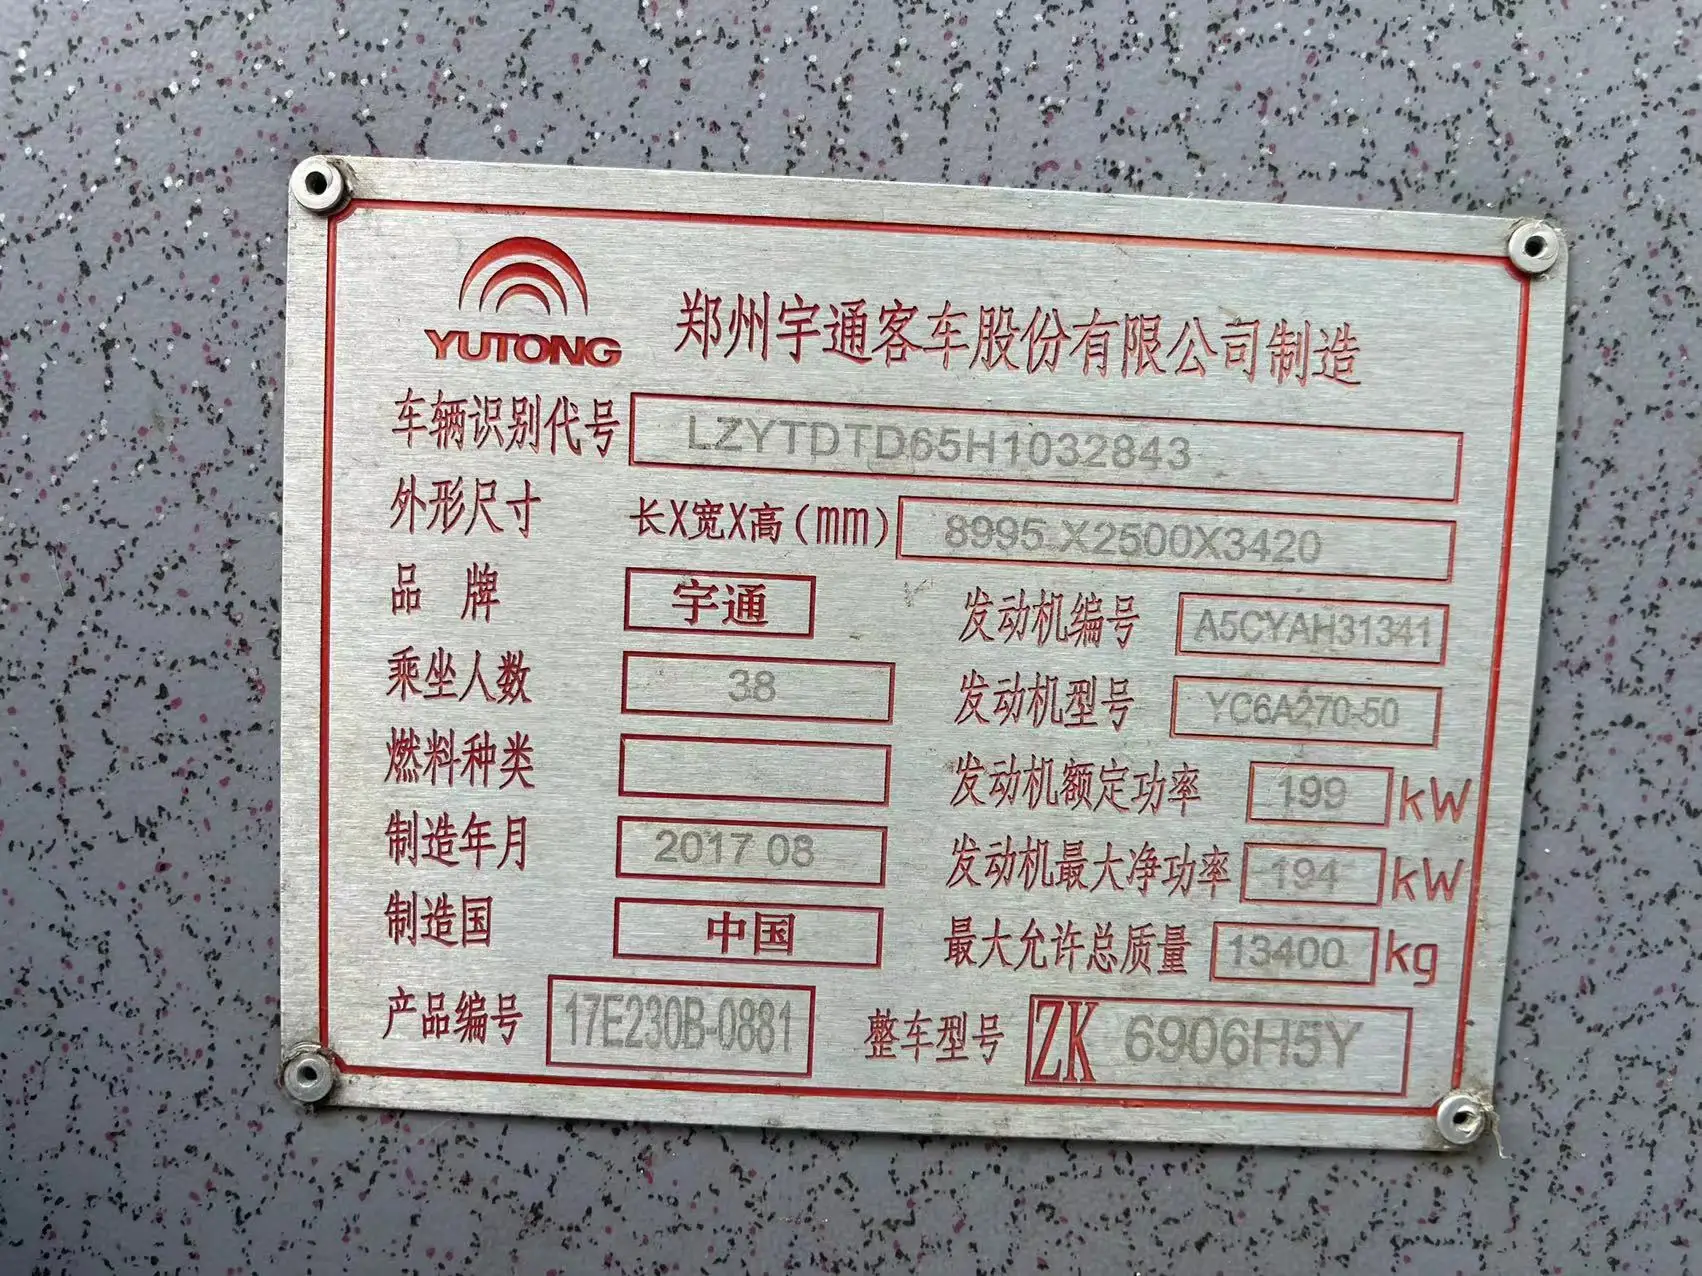 YUTONG 郑州宇通客车股份有限公司制造
车辆识别代号 LZYTDTD65H1032843
外形尺寸 长X宽X高(mm) 8995 X2500X3420
品 牌 宇通 发动机编号 A5CYAH31341
乘坐人数 38 发动机型号 YC6A270-50
燃料种类 发动机额定功率 199 kW
制造年月 2017 08 发动机最大净功率 194 kW
制造国 中国 最大允许总质量 13400 kg
产品编号 17E230B-0881 整车型号 ZK 6906H5Y